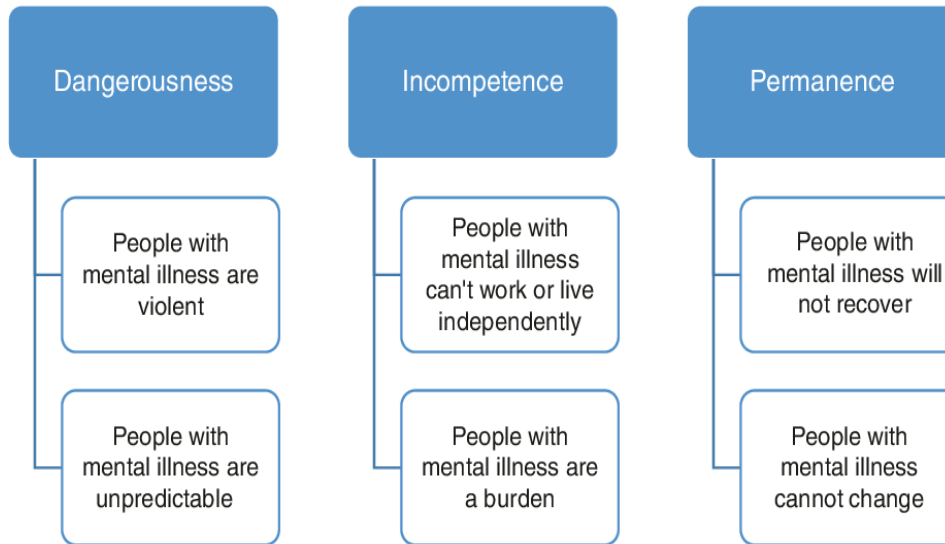 Dangerousness
People with
mental illness are
violent
People with
mental illness are
unpredictable
Incompetence
People with
mental illness
can't work or live
independently
People with
mental illness are
a burden
Permanence
People with
mental illness will
not recover
People with
mental illness
cannot change